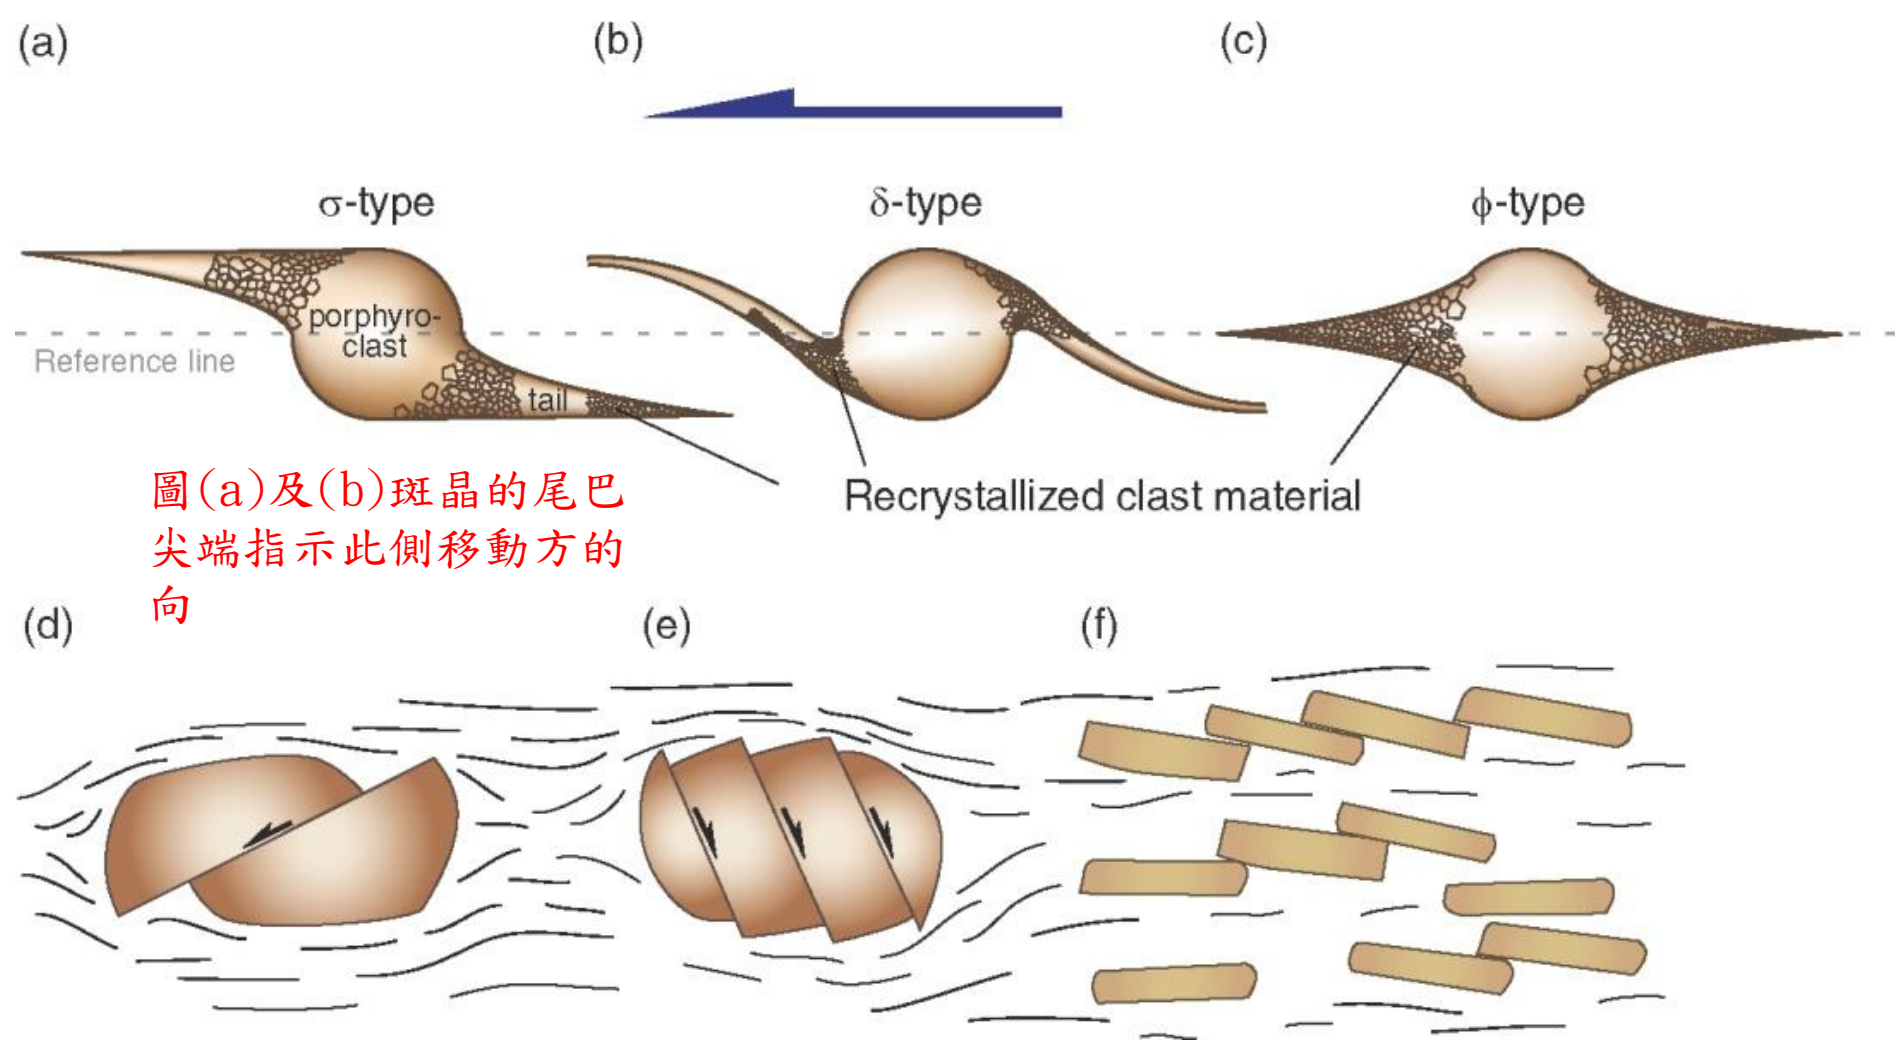 (a)
(b)
(c)
σ-type
δ-type
ϕ-type
porphyro-
clast
Reference line
tail
Recrystallized clast material
圖(a)及(b)斑晶的尾巴
尖端指示此側移動方的
向
(d)
(e)
(f)